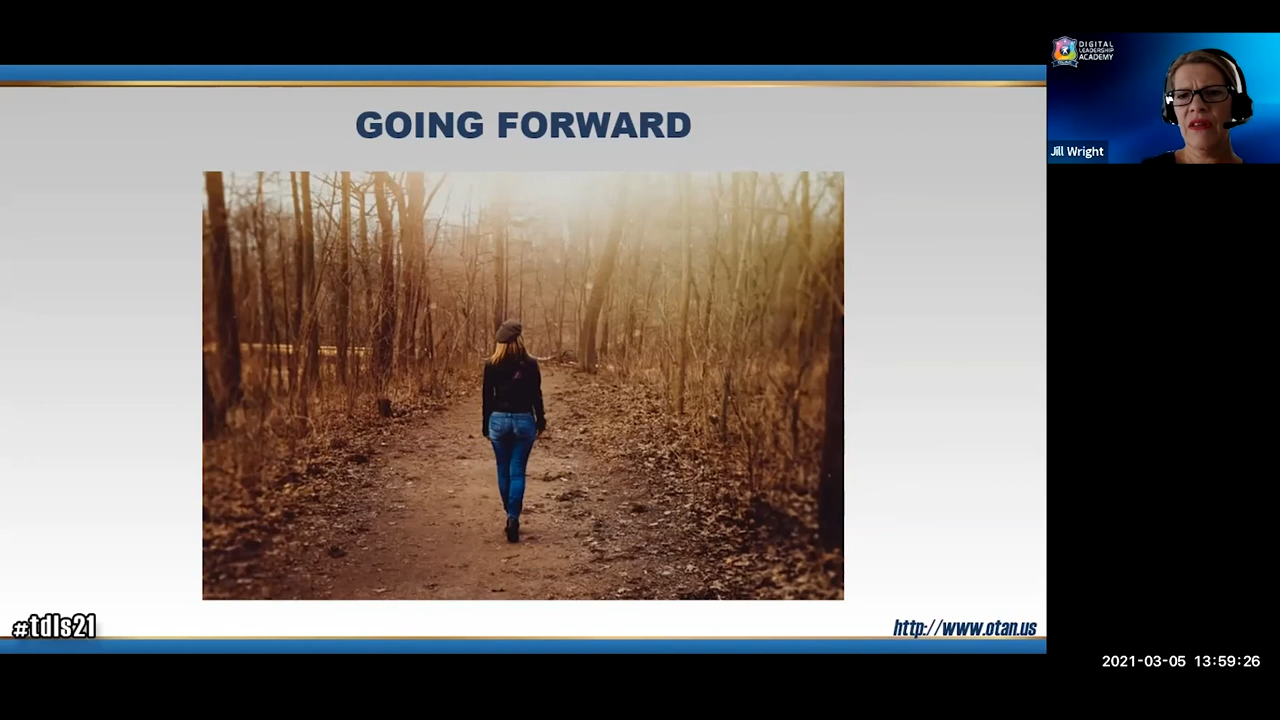 GOING FORWARD
#tdls21
http://www.otan.us
DIGITAL
LEADERSHIP
ACADEMY
Jill Wright
2021-03-05 13:59:26